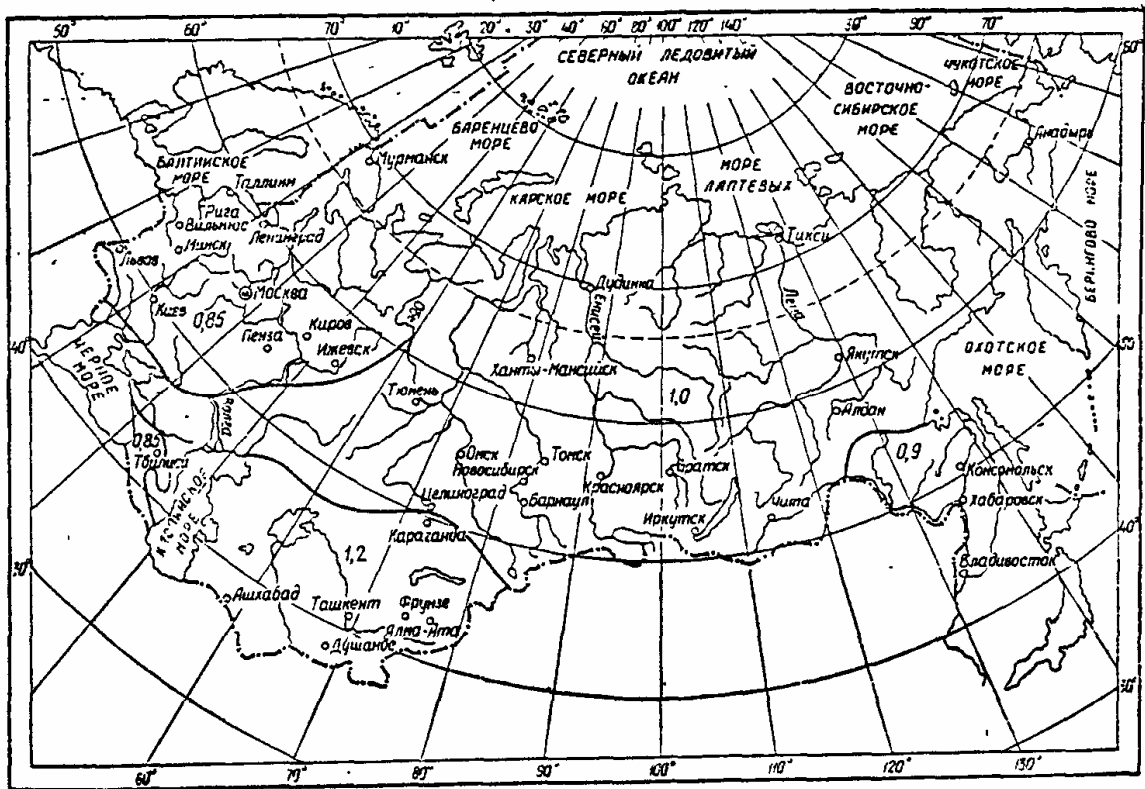 50° 60° 70° 10° 30° 40° 60° 80° 100° 120° 140° 90° 70°
СЕВЕРНЫЙ ЛЕДОВИТЫЙ
ОКЕАН
ЧУКОТСКОЕ
МОРЕ
60°
ВОСТОЧНО-
СИБИРСКОЕ
МОРЕ
БАРЕНЦЕВО
МОРЕ
Анадырь
БАЛТИЙСКОЕ
МОРЕ
Мурманск
МОРЕ
ЛАПТЕВЫХ
Таллинн
КАРСКОЕ МОРЕ
Рига
Вильнюс
Ленинград
Минск
Тикси
Львов
БЕРИНГОВО МОРЕ
Дудинка
Москва
Енисей
Лена
Киев
0,85
Киров
Пенза
Ижевск
40°
ЧЕРНОЕ
МОРЕ
Ханты-Мансийск
Якутск
ОХОТСКОЕ
МОРЕ
50°
Тюмень
1,0
Алдан
Волга
0,85
Тбилиси
Омск
Новосибирск
Томск
Братск
0,9
Комсомольск
Целиноград
Красноярск
Барнаул
Чита
Хабаровск
КАСПИЙСКОЕ
МОРЕ
Караганда
Иркутск
40°
30°
1,2
Владивосток
Ашхабад
Ташкент
Фрунзе
Алма-Ата
Душанбе
30°
60° 70° 80° 90° 100° 110° 120° 130°